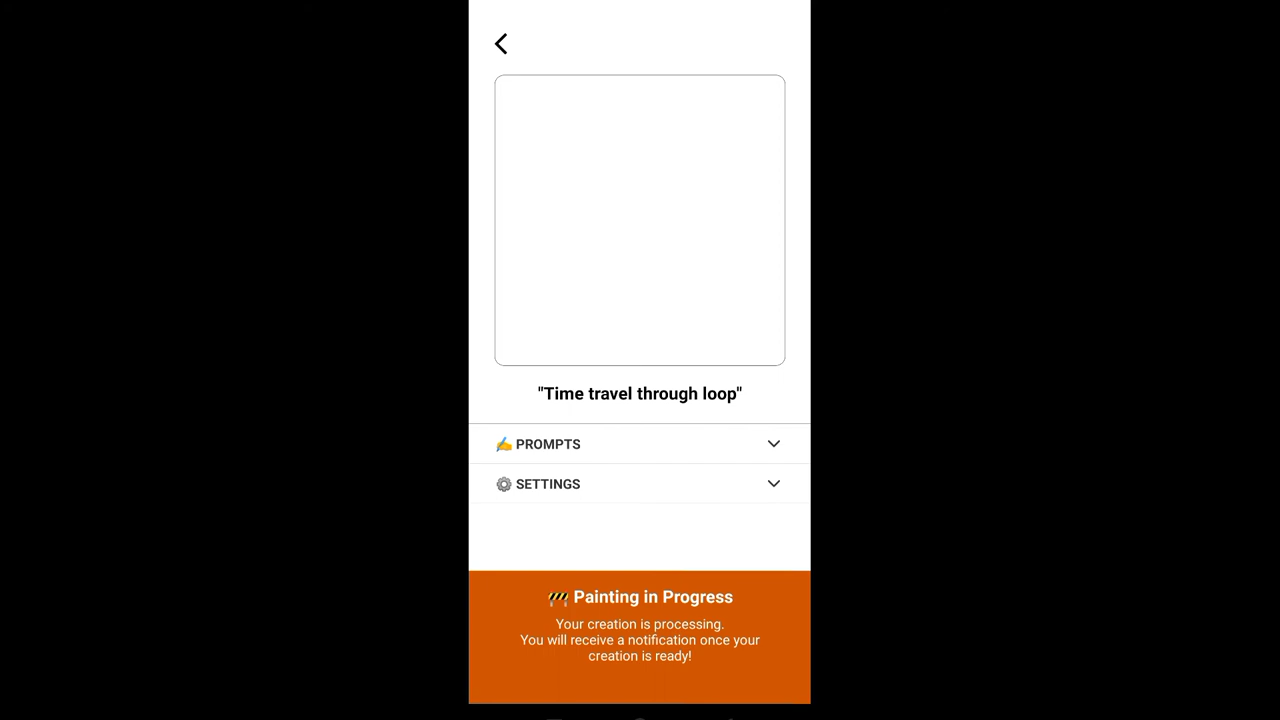 "Time travel through loop"
✍️ PROMPTS
⚙️ SETTINGS
🚧 Painting in Progress
Your creation is processing.
You will receive a notification once your
creation is ready!